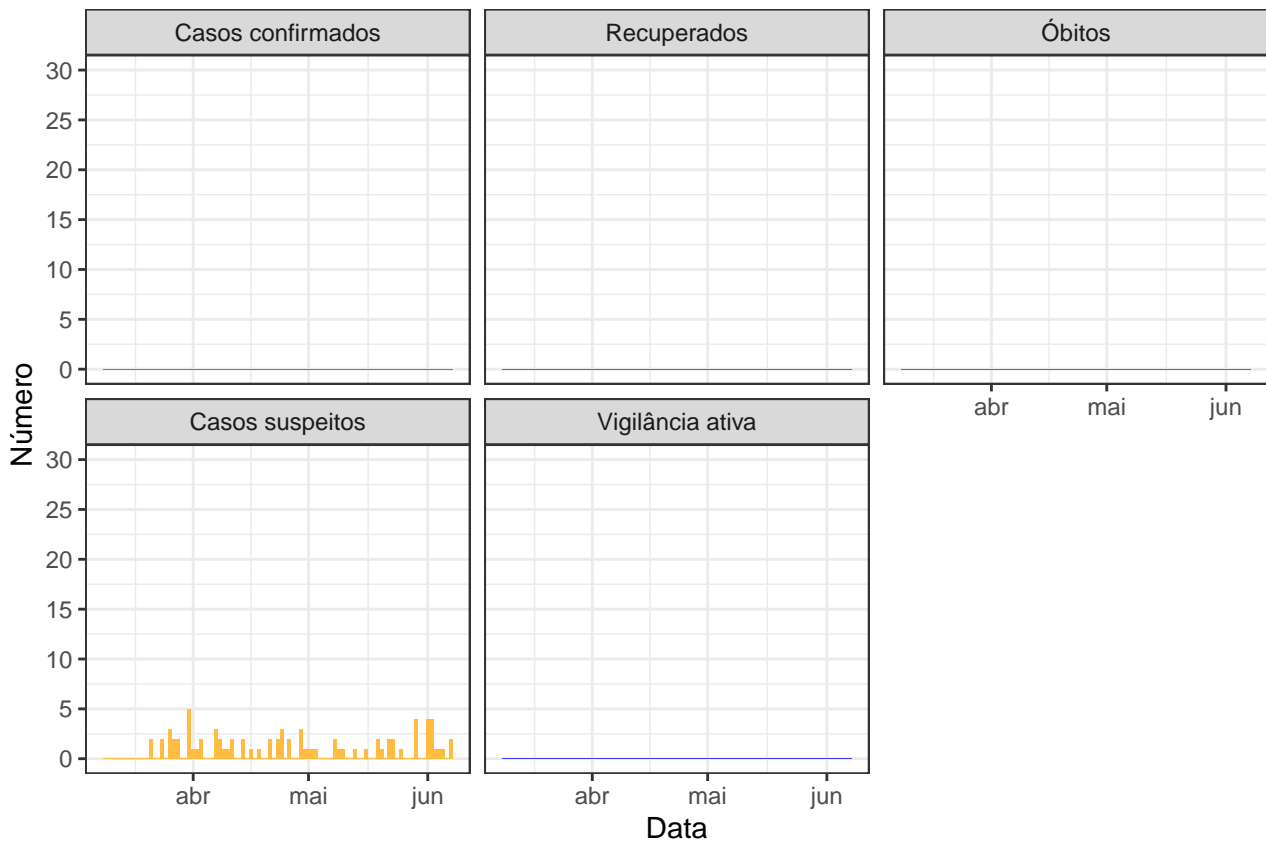 Casos confirmados
Recuperados
Óbitos
30
25
20
15
10
5
0
abr mai jun
Casos suspeitos
Vigilância ativa
30
25
20
15
10
5
0
abr mai jun
abr mai jun
Número
Data